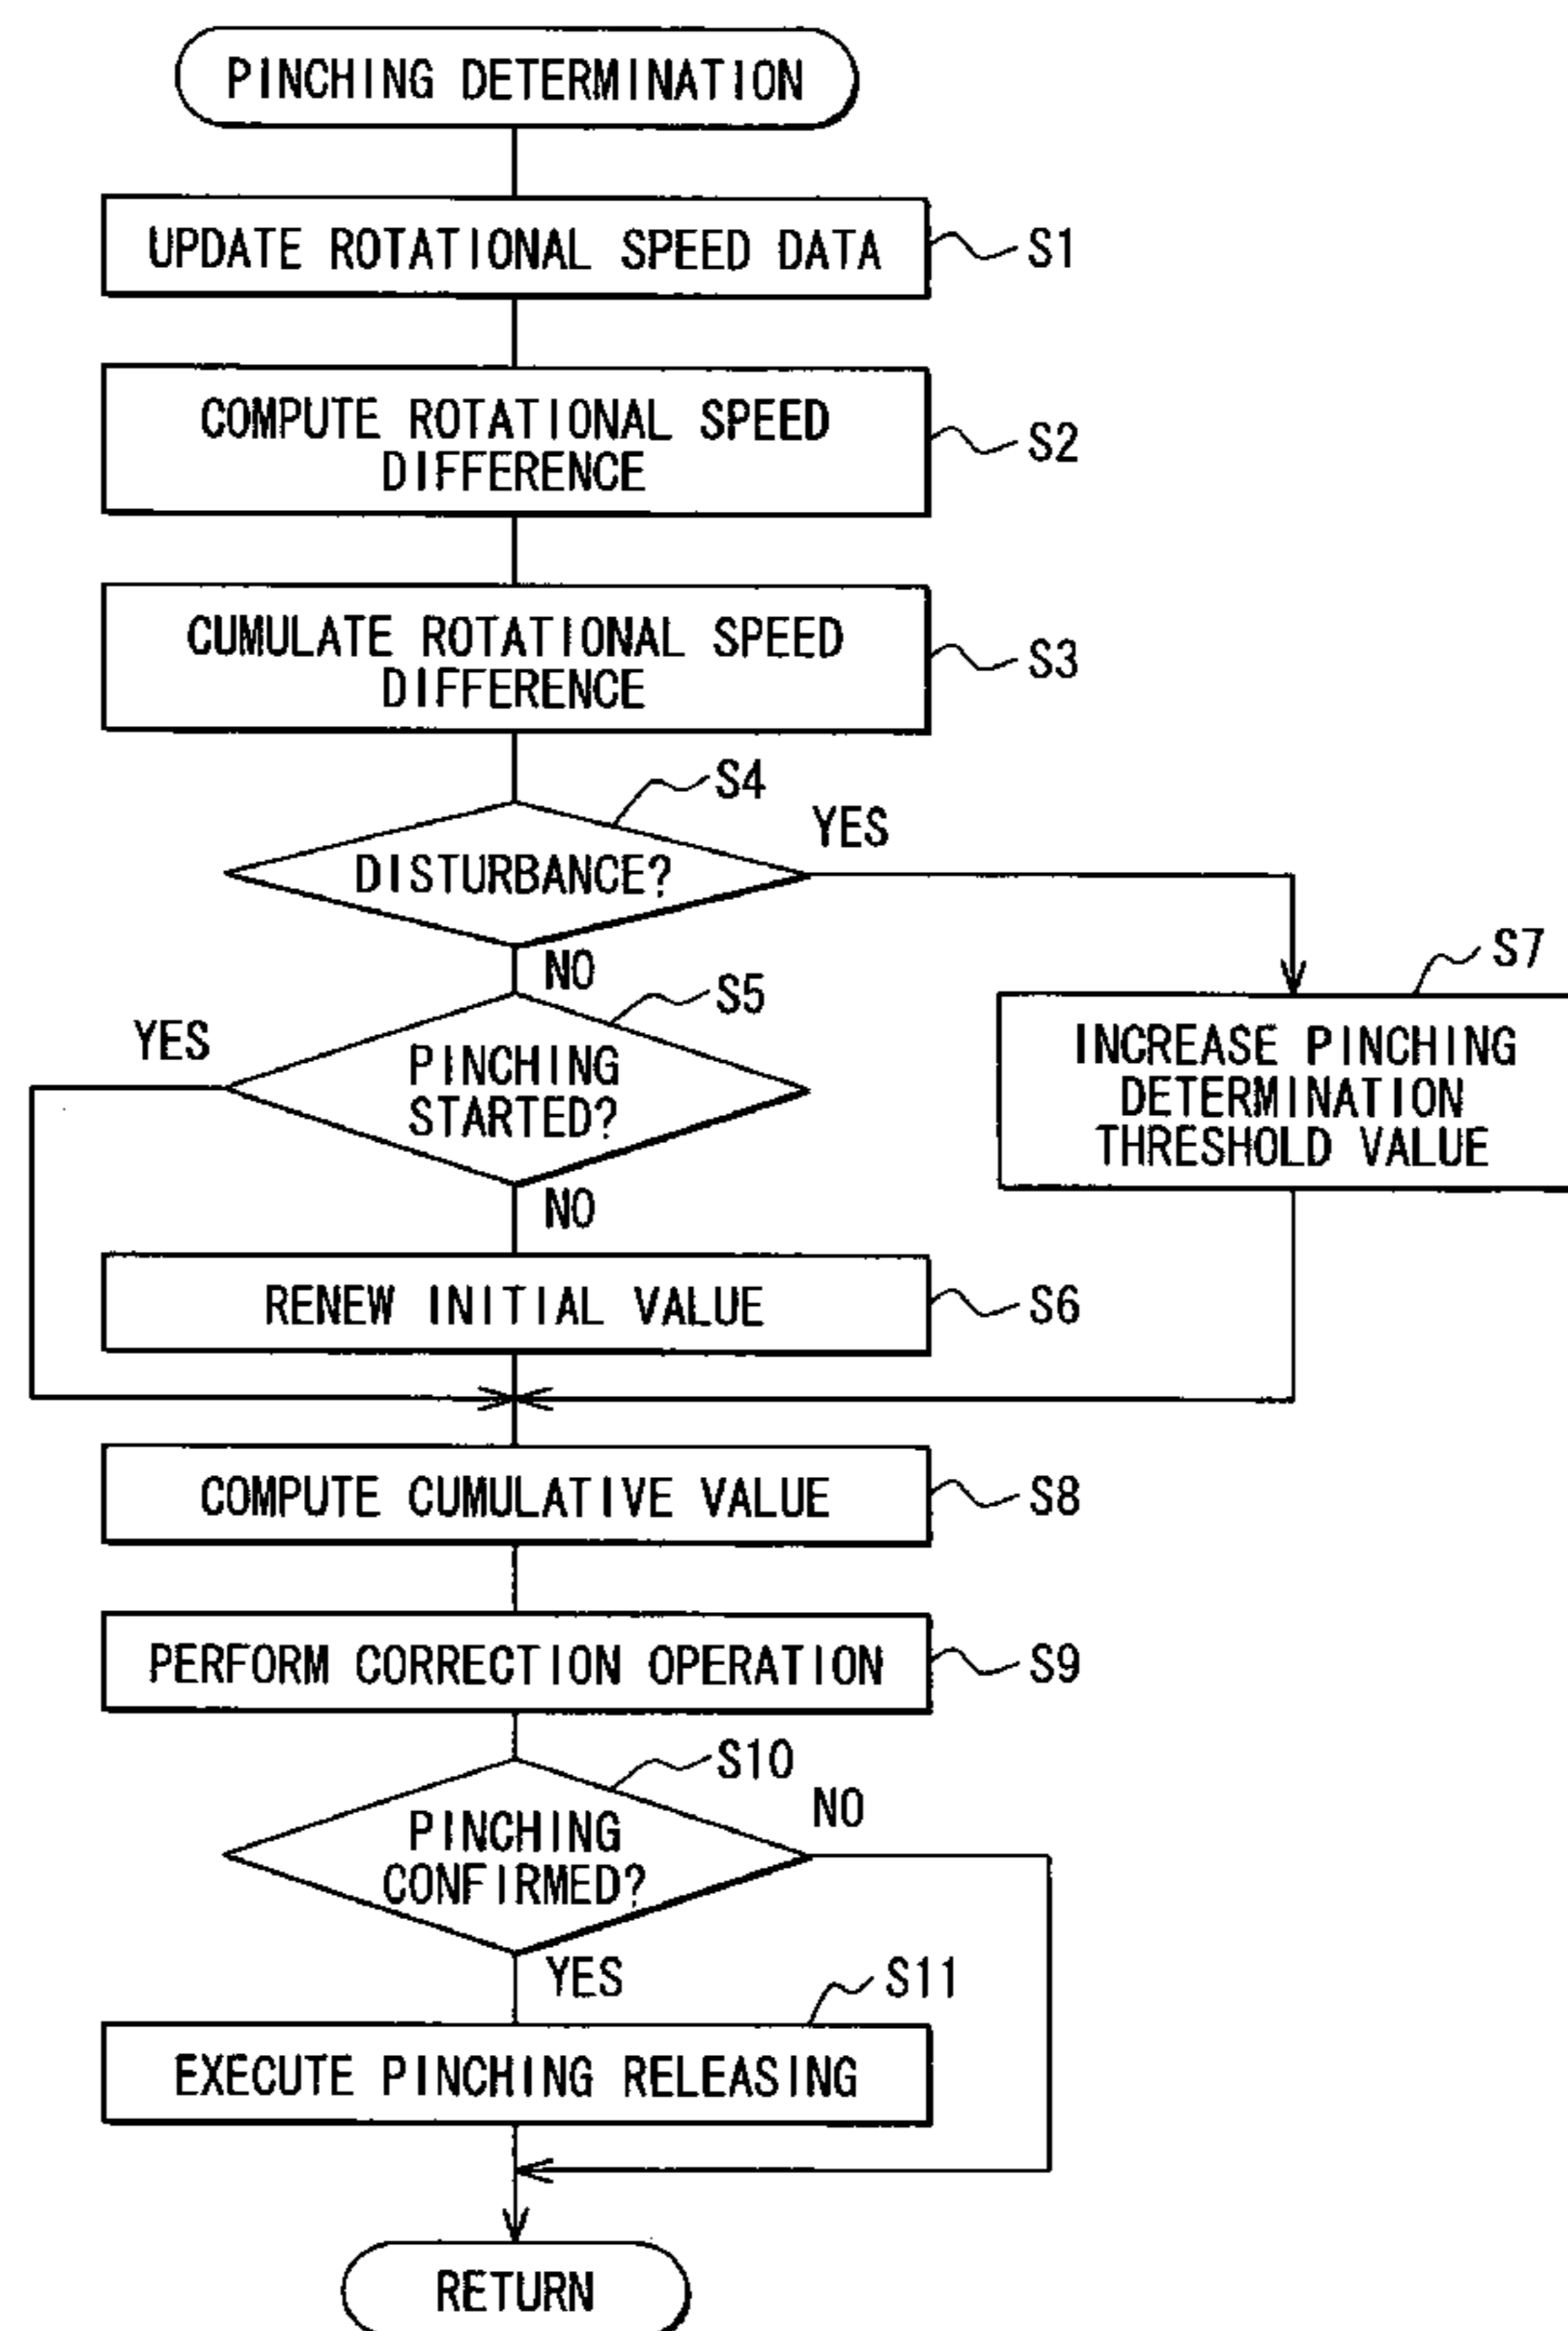 PINCHING DETERMINATION
UPDATE ROTATIONAL SPEED DATA
S1
COMPUTE ROTATIONAL SPEED
DIFFERENCE
S2
CUMULATE ROTATIONAL SPEED
DIFFERENCE
S3
S4
DISTURBANCE?
YES
NO
S5
PINCHING
STARTED?
YES
NO
S7
INCREASE PINCHING
DETERMINATION
THRESHOLD VALUE
RENEW INITIAL VALUE
S6
COMPUTE CUMULATIVE VALUE
S8
PERFORM CORRECTION OPERATION
S9
S10
PINCHING
CONFIRMED?
NO
YES
S11
EXECUTE PINCHING RELEASING
RETURN